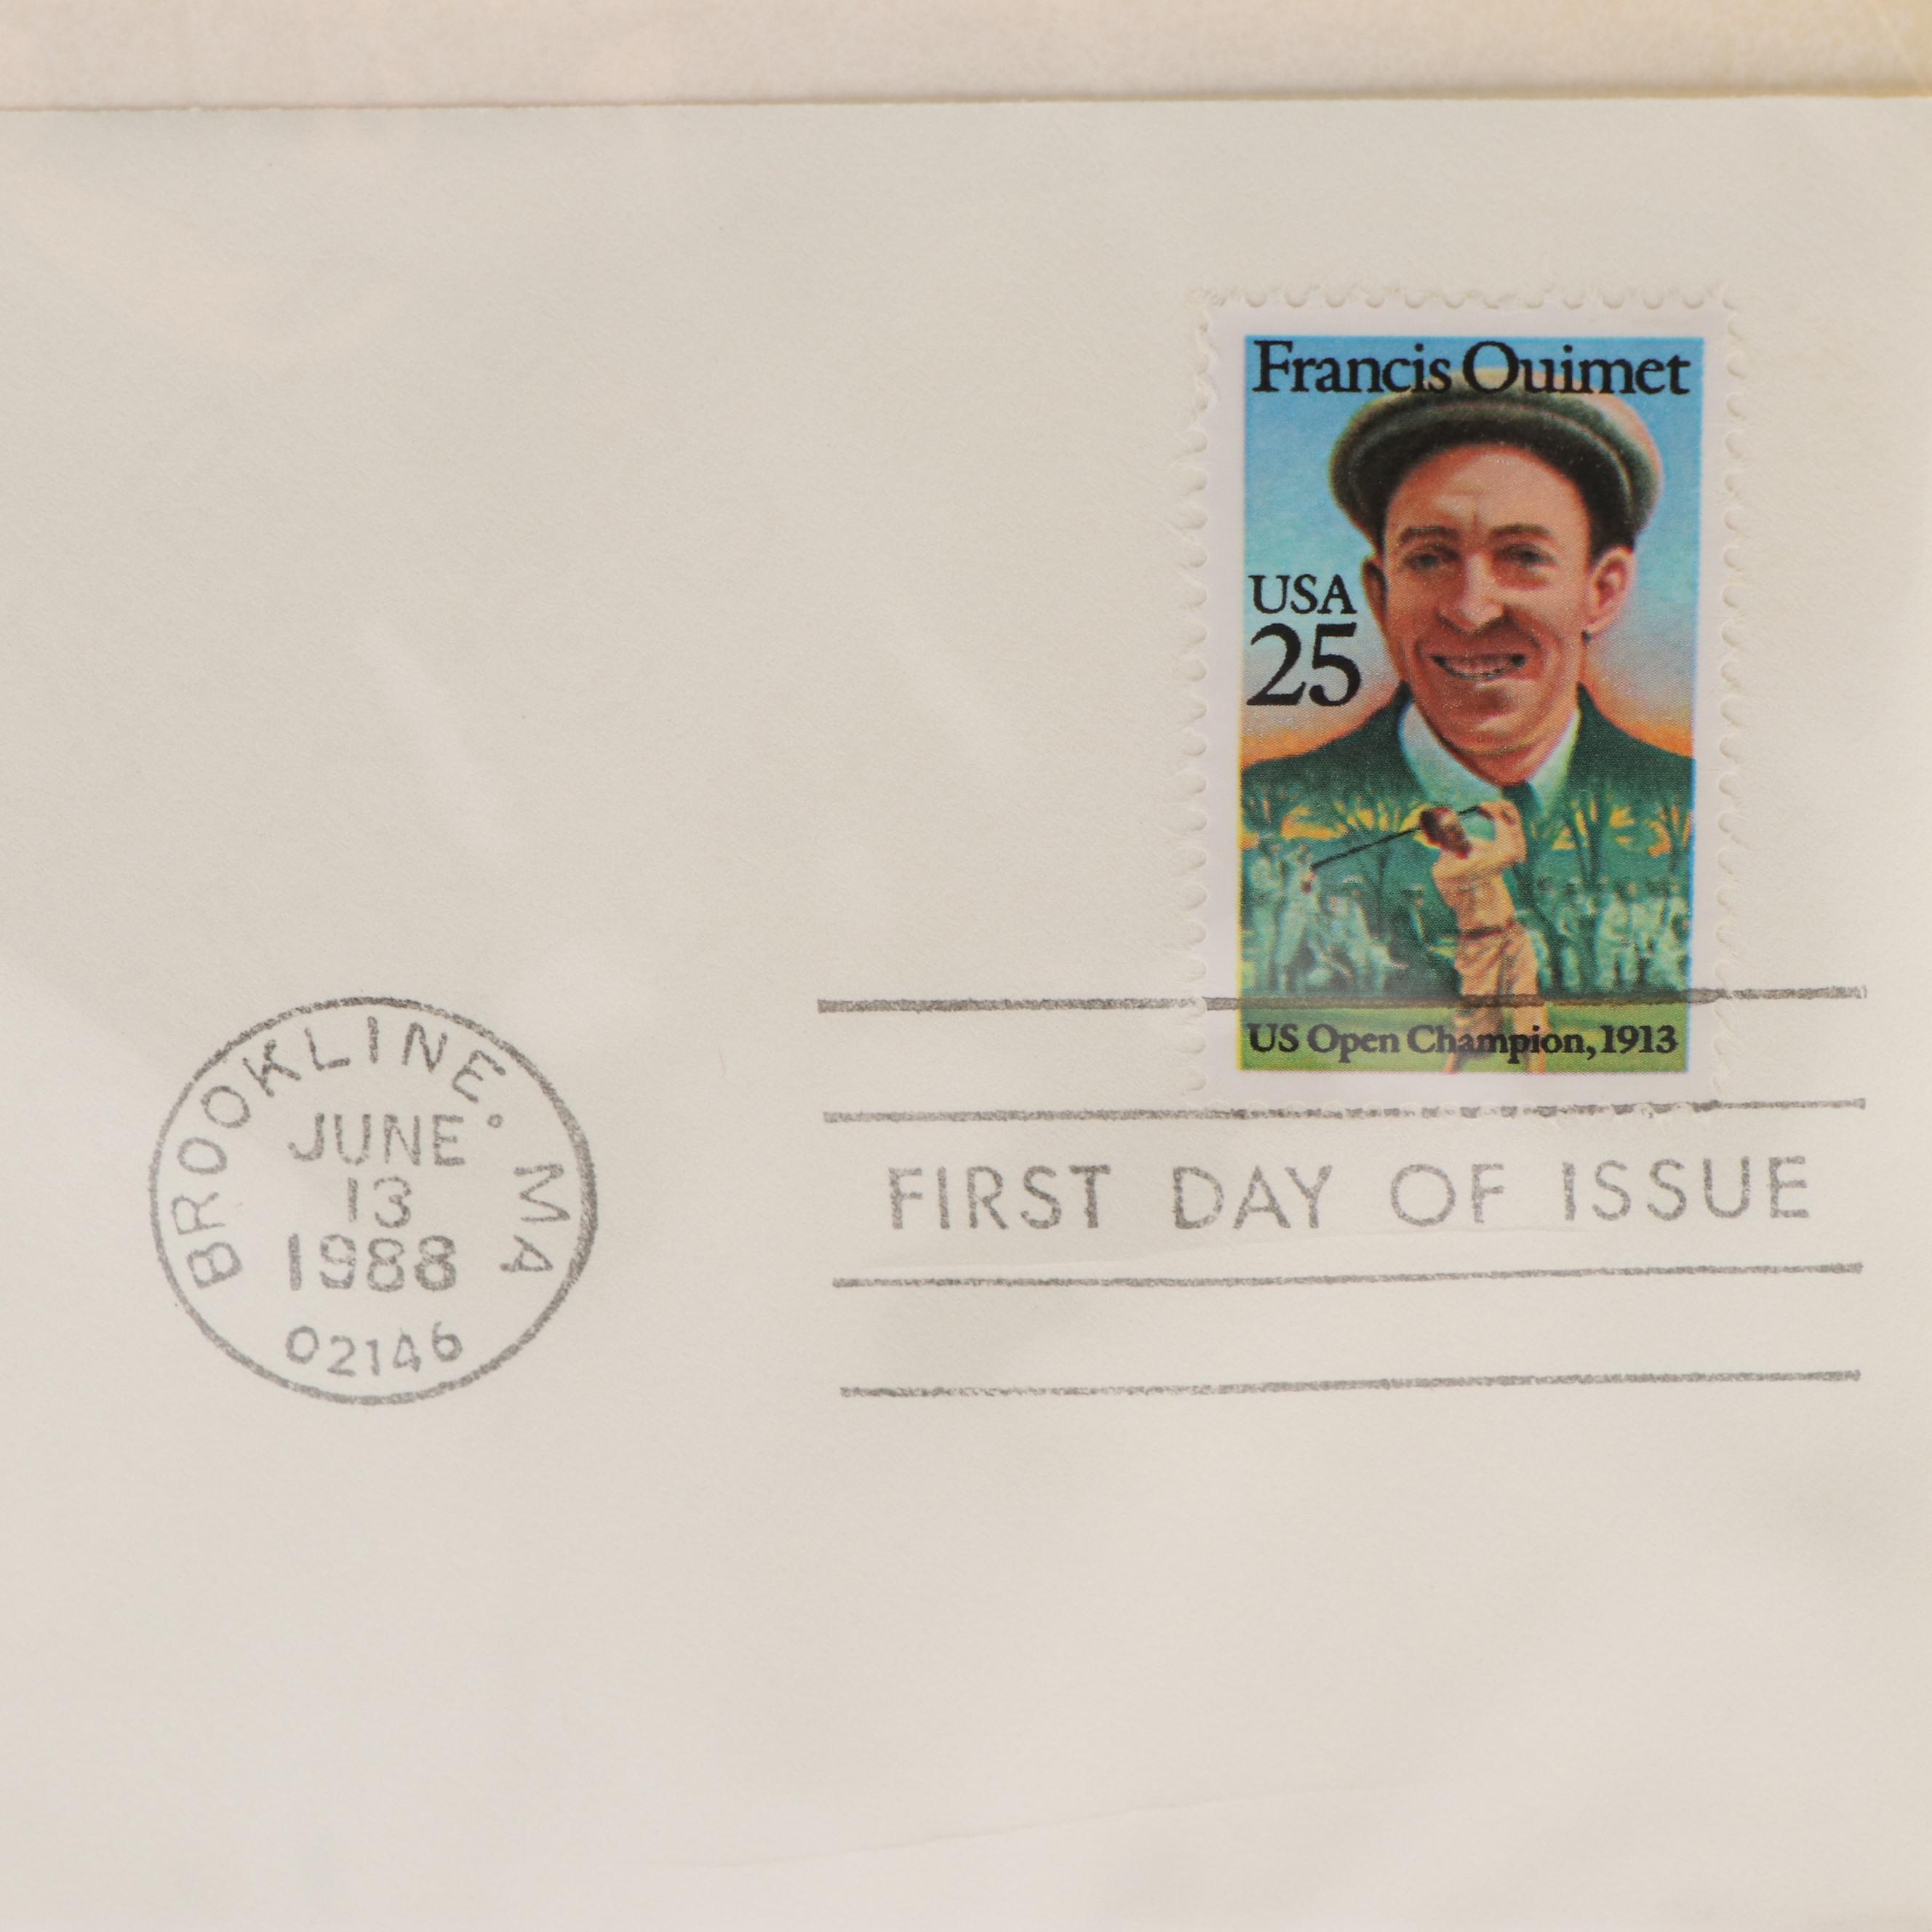 Francis Ouimet
USA
25
US Open Champion, 1913
BROOKLINE, MA
JUNE
13
1988
02146
FIRST DAY OF ISSUE